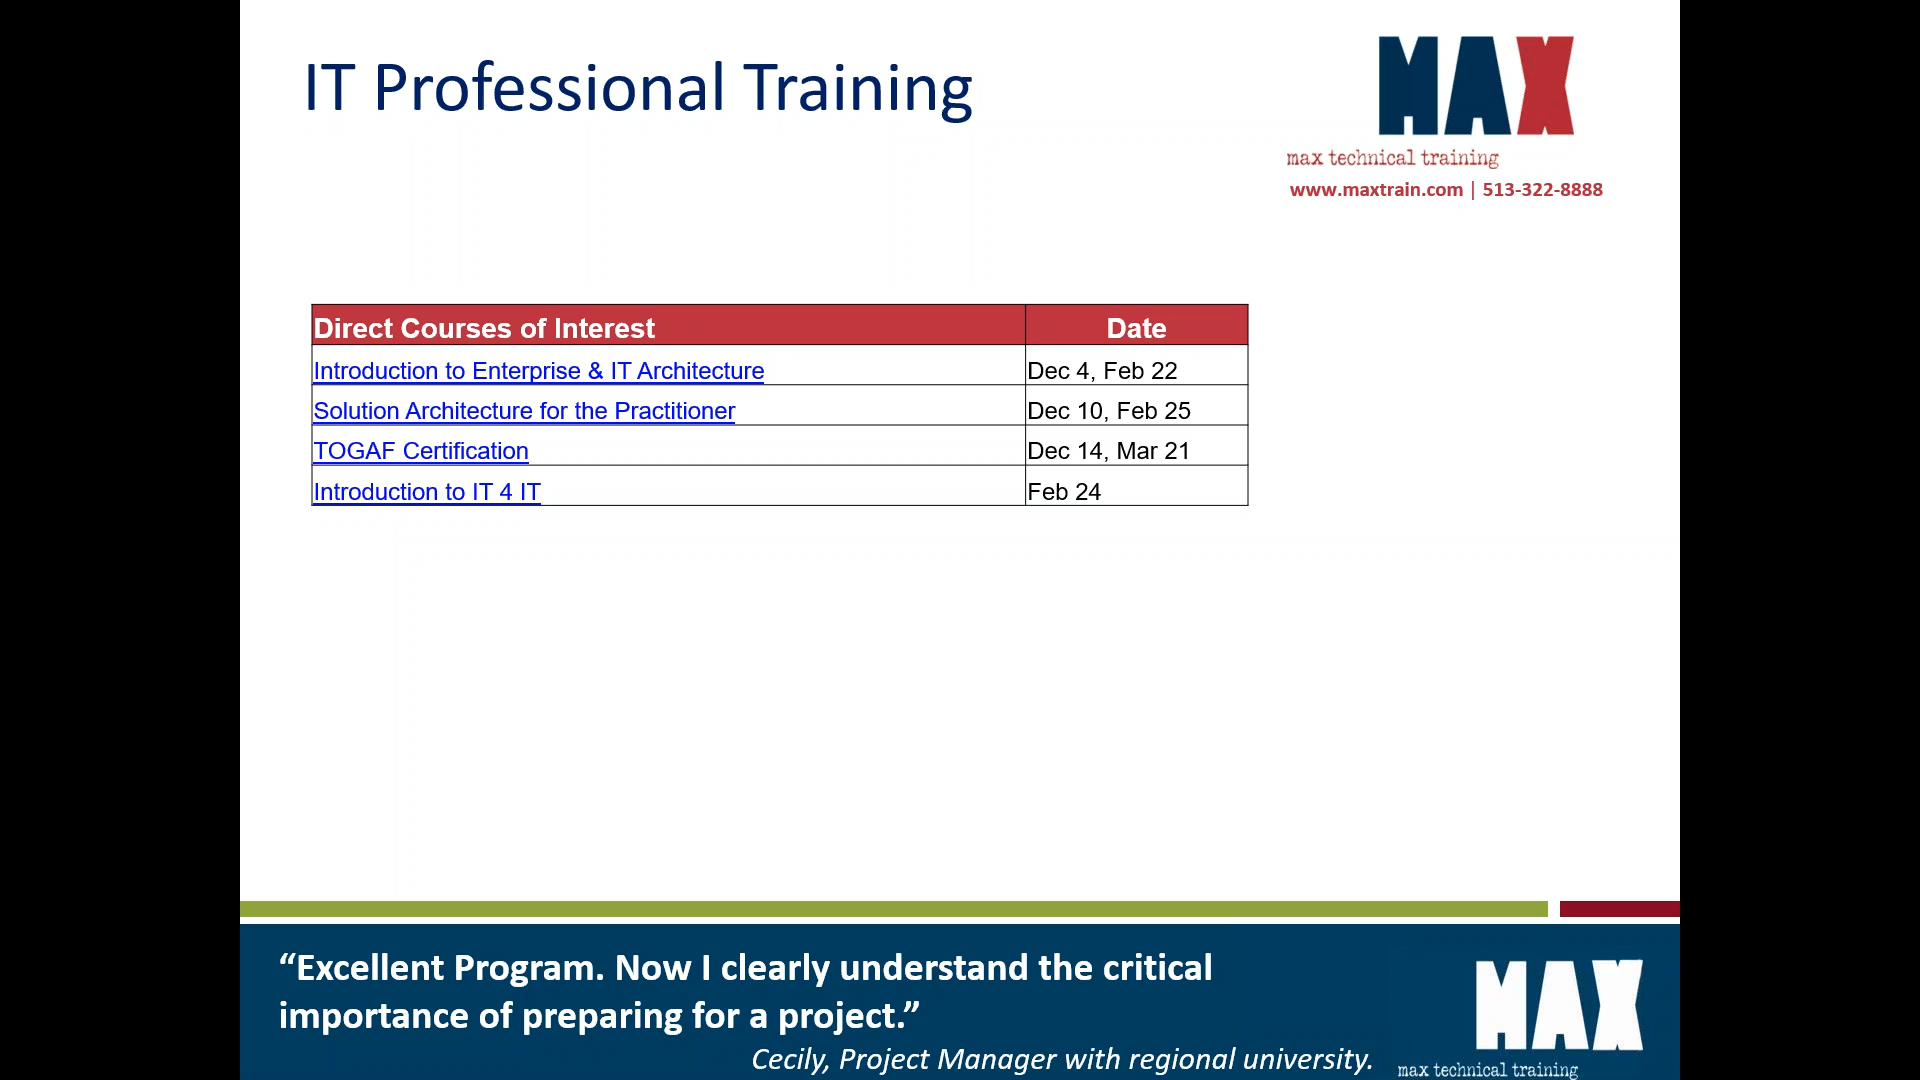 IT Professional Training
MAX
max technical training
www.maxtrain.com | 513-322-8888
Direct Courses of Interest Date
Introduction to Enterprise & IT Architecture Dec 4, Feb 22
Solution Architecture for the Practitioner Dec 10, Feb 25
TOGAF Certification Dec 14, Mar 21
Introduction to IT 4 IT Feb 24
“Excellent Program. Now I clearly understand the critical
importance of preparing for a project.”
Cecily, Project Manager with regional university.
MAX
max technical training